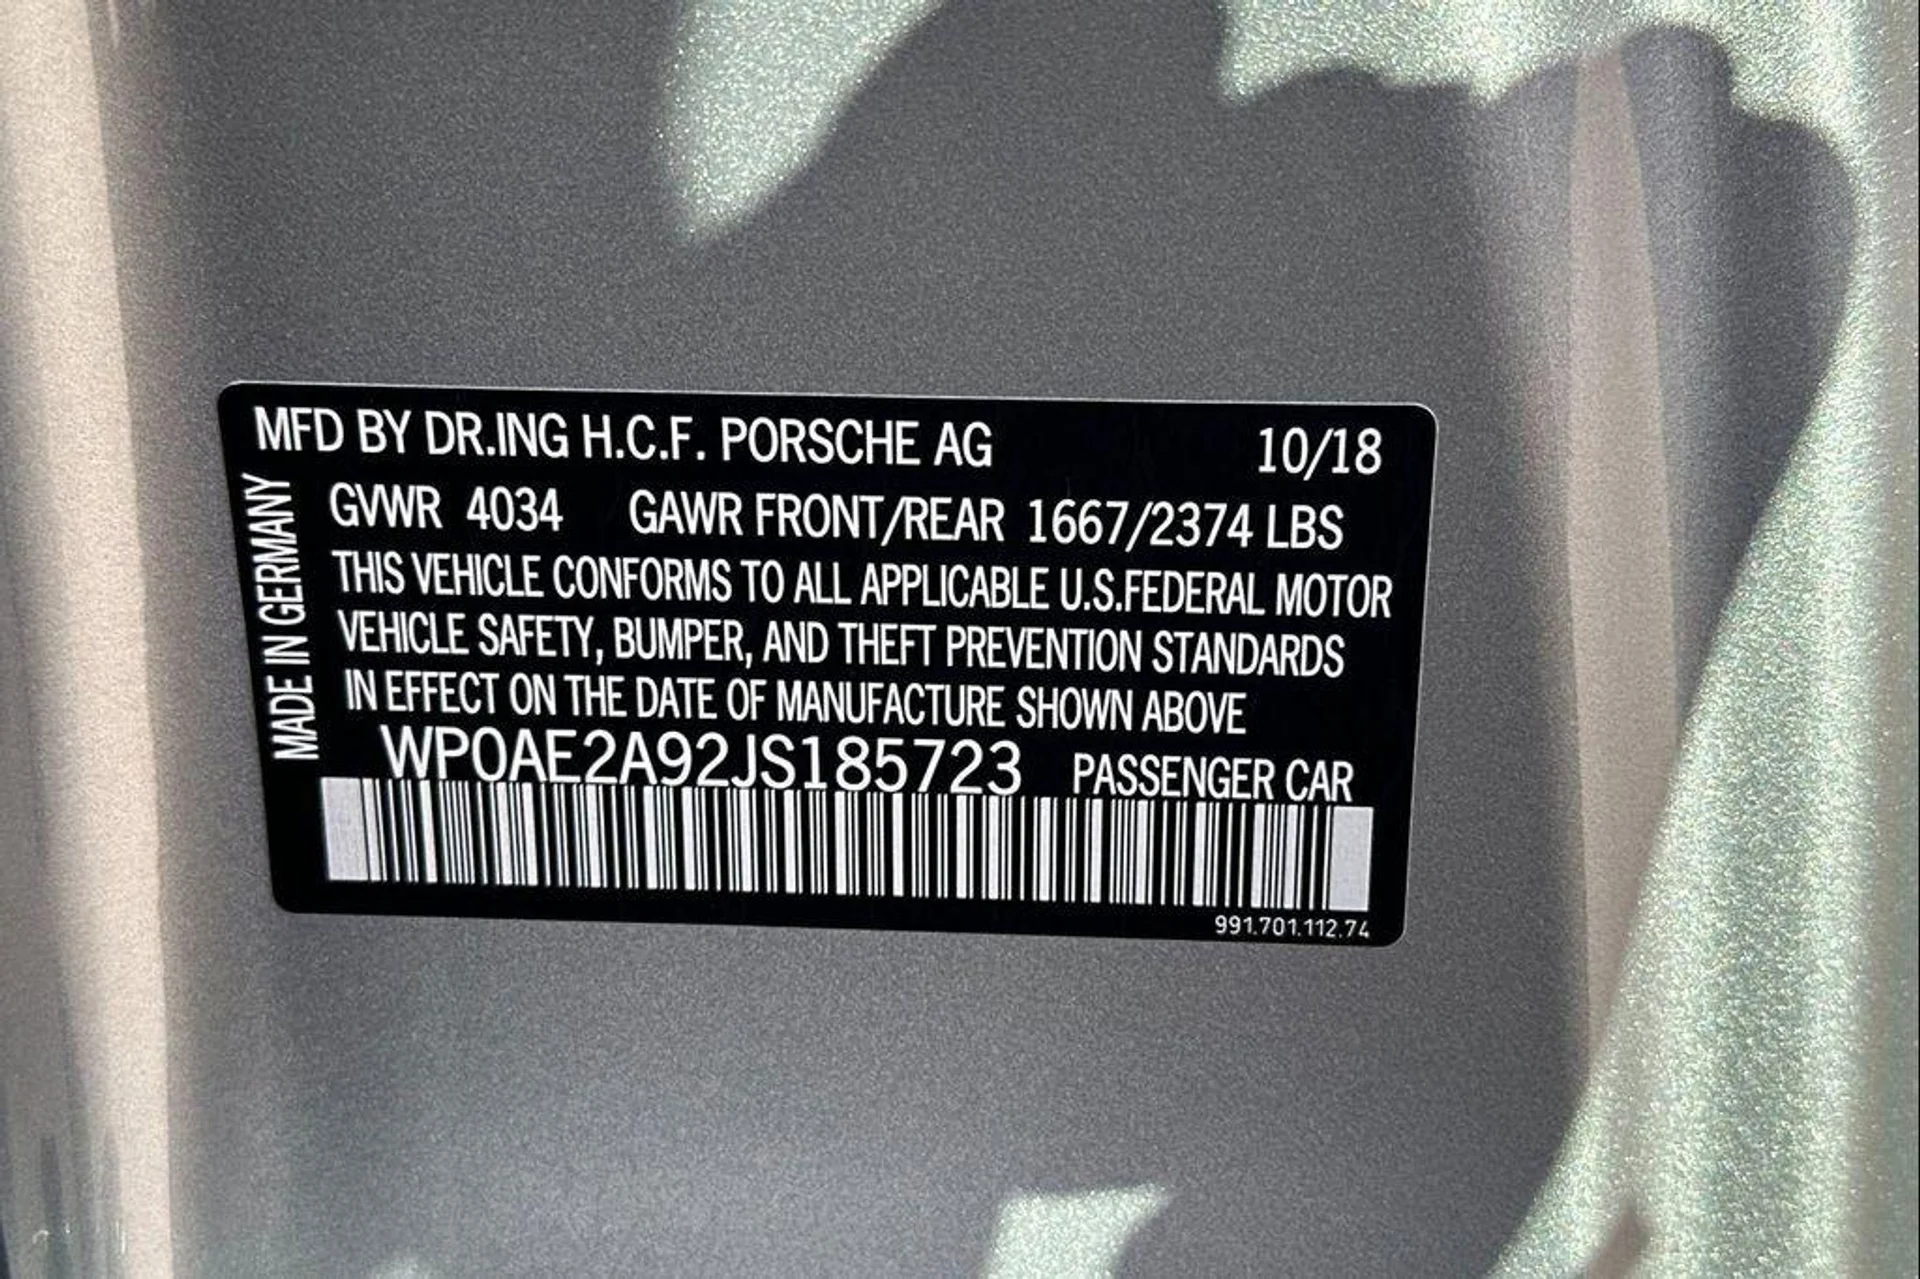 MFD BY DR.ING H.C.F. PORSCHE AG 10/18
GVWR 4034 GAWR FRONT/REAR 1667/2374 LBS
THIS VEHICLE CONFORMS TO ALL APPLICABLE U.S.FEDERAL MOTOR
VEHICLE SAFETY, BUMPER, AND THEFT PREVENTION STANDARDS
IN EFFECT ON THE DATE OF MANUFACTURE SHOWN ABOVE
WP0AE2A92JS185723 PASSENGER CAR
991.701.112.74
MADE IN GERMANY